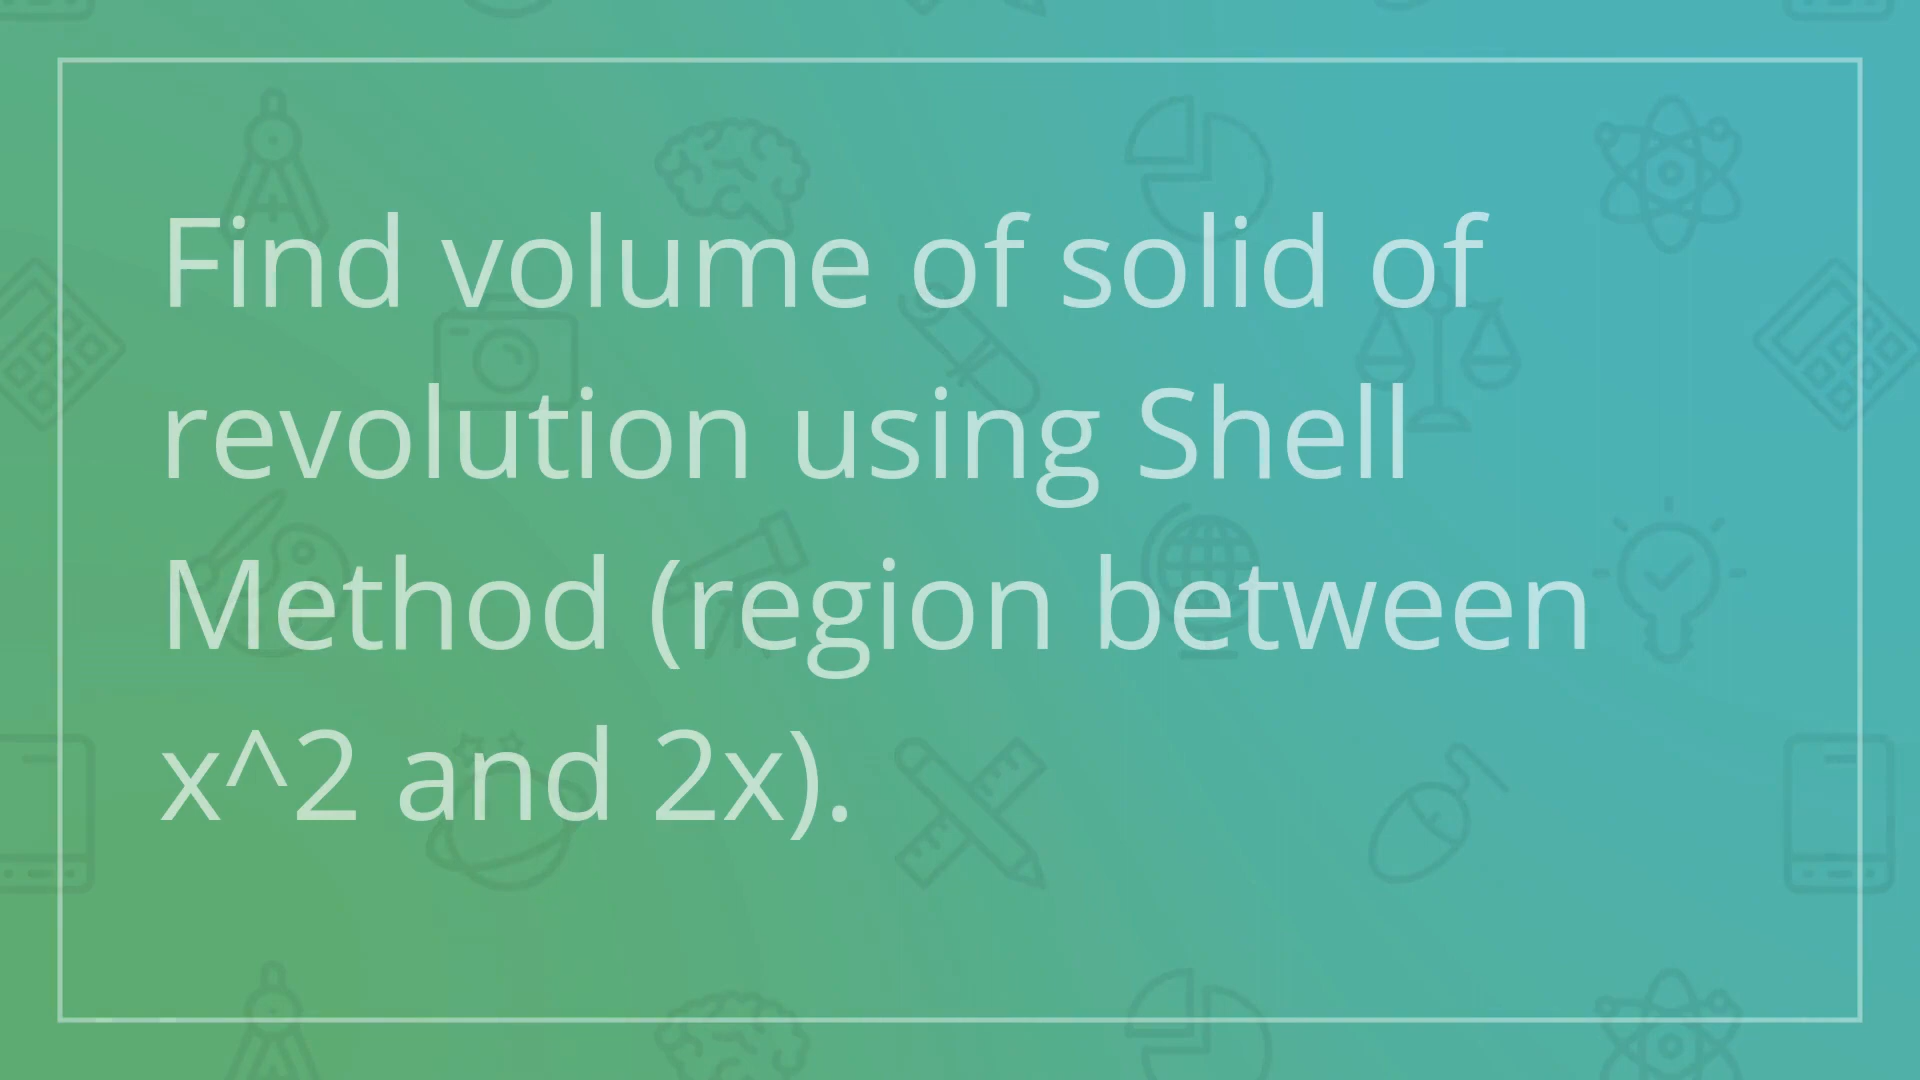 Find volume of solid of
revolution using Shell
Method (region between
x^2 and 2x).